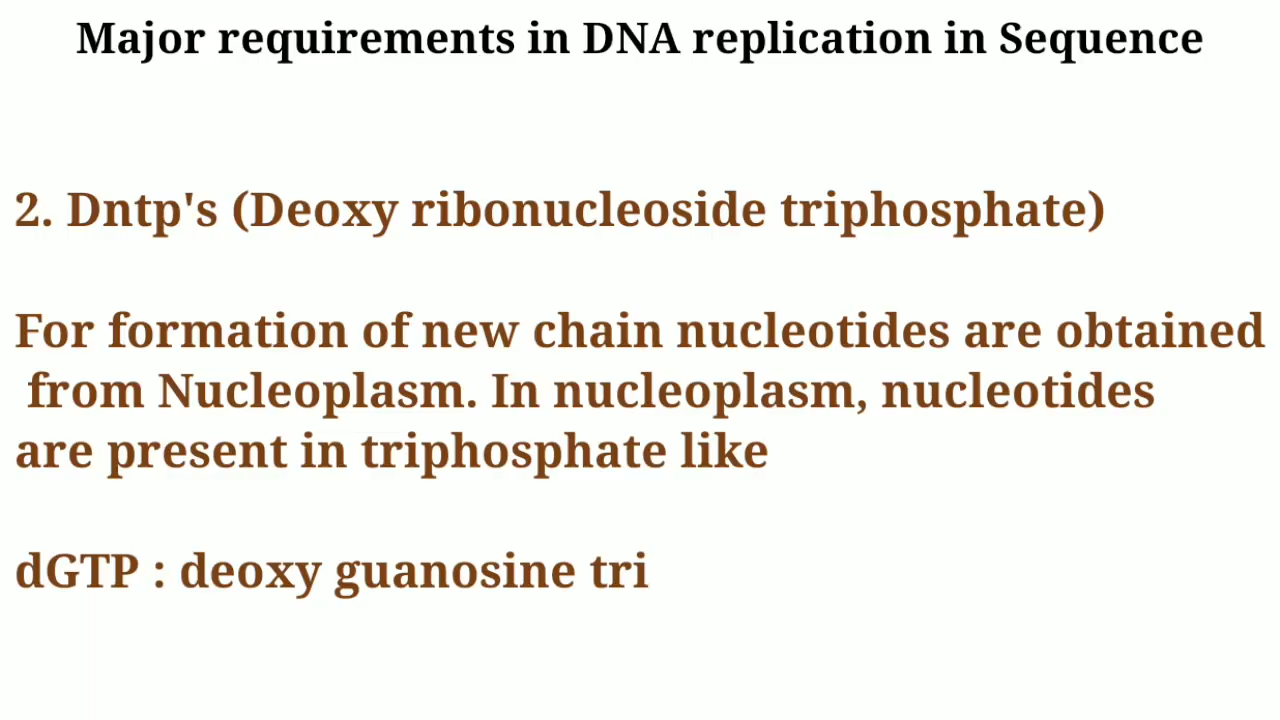 Major requirements in DNA replication in Sequence
2. Dntp's (Deoxy ribonucleoside triphosphate)
For formation of new chain nucleotides are obtained
from Nucleoplasm. In nucleoplasm, nucleotides
are present in triphosphate like
dGTP : deoxy guanosine tri